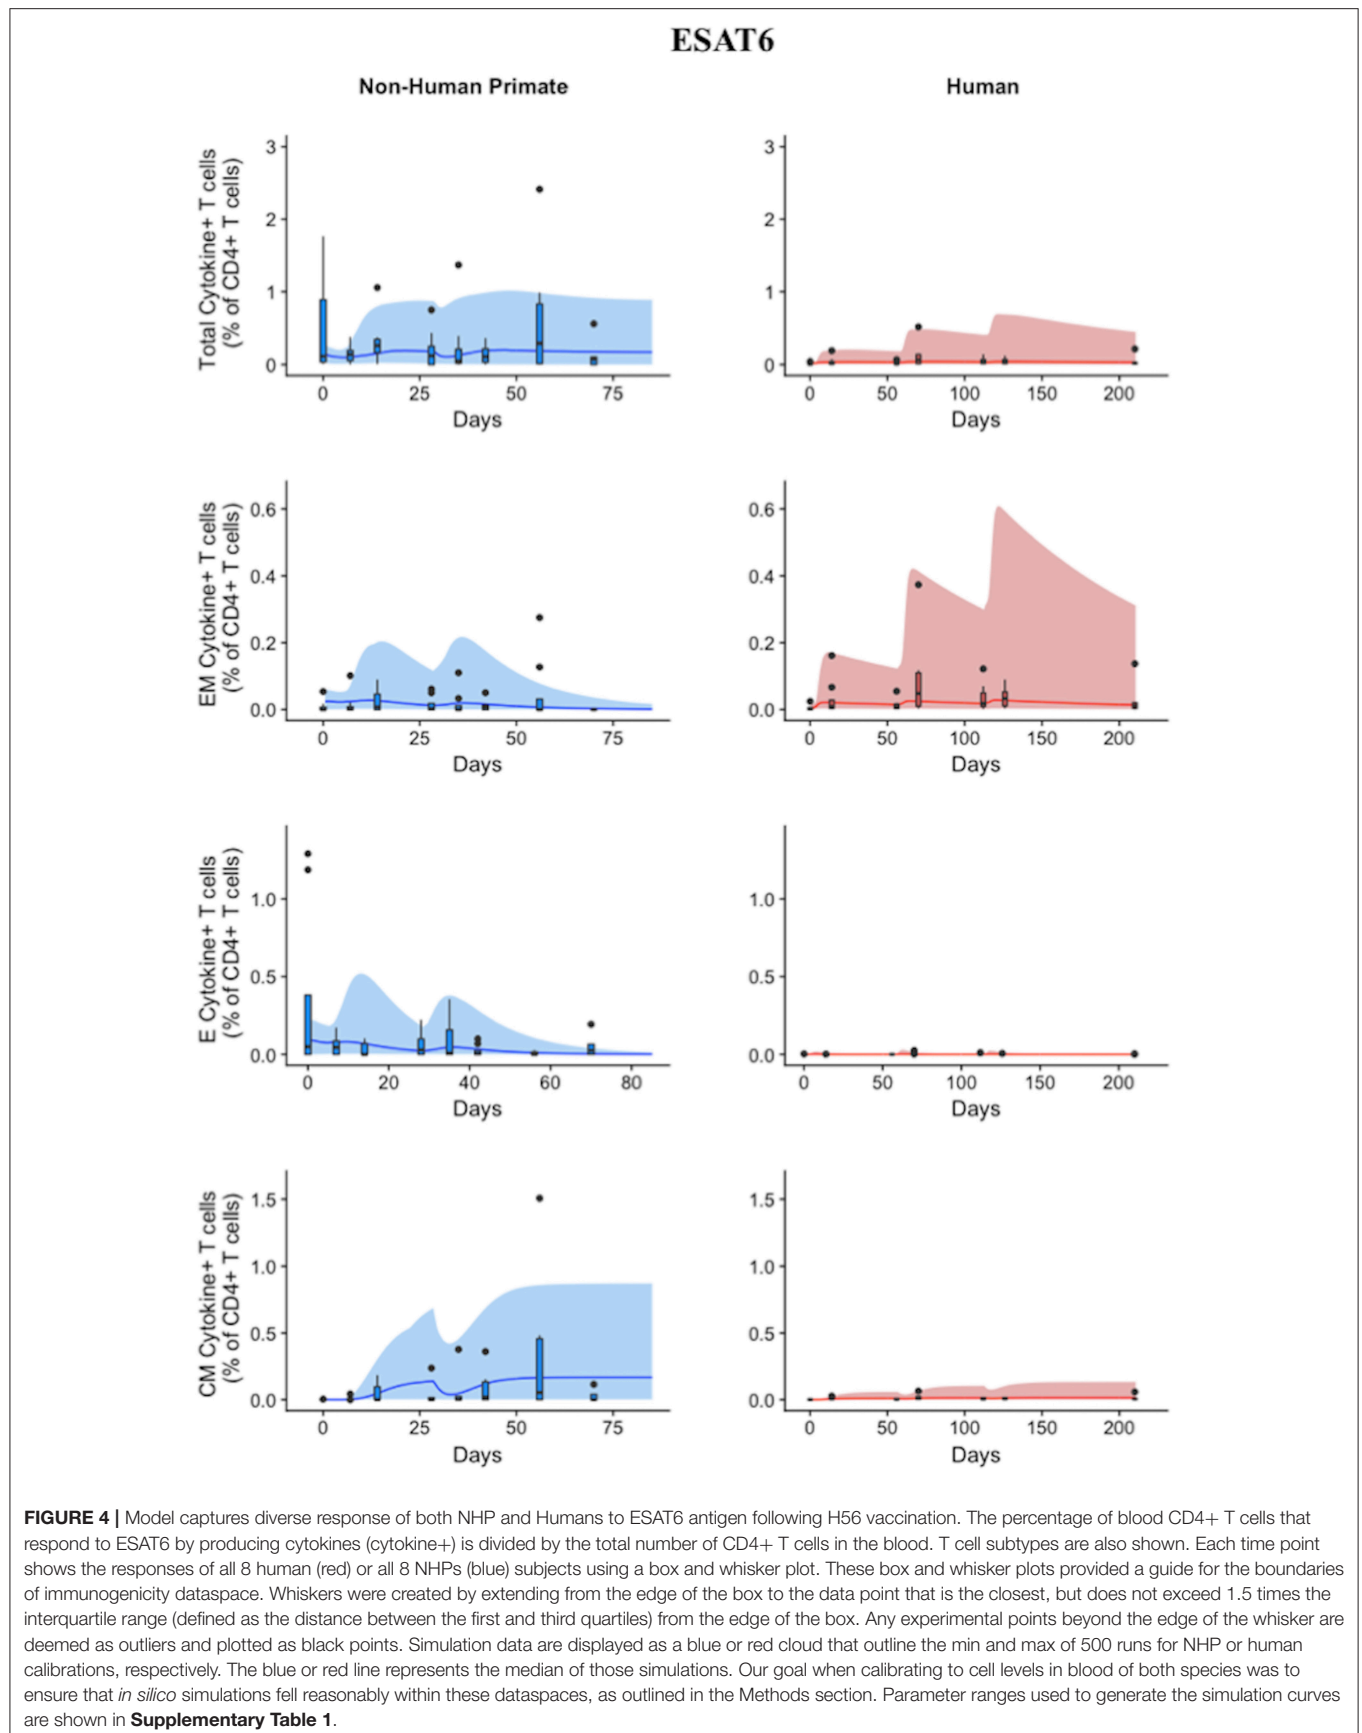 ESAT6
Non-Human Primate
Human
Total Cytokine+ T cells
(% of CD4+ T cells)
3
2
1
0
0 25 50 75
Days
3
2
1
0
0 50 100 150 200
Days
EM Cytokine+ T cells
(% of CD4+ T cells)
0.6
0.4
0.2
0.0
0 25 50 75
Days
0.6
0.4
0.2
0.0
0 50 100 150 200
Days
E Cytokine+ T cells
(% of CD4+ T cells)
1.0
0.5
0.0
0 20 40 60 80
Days
1.0
0.5
0.0
0 50 100 150 200
Days
CM Cytokine+ T cells
(% of CD4+ T cells)
1.5
1.0
0.5
0.0
0 25 50 75
Days
1.5
1.0
0.5
0.0
0 50 100 150 200
Days
FIGURE 4 | Model captures diverse response of both NHP and Humans to ESAT6 antigen following H56 vaccination. The percentage of blood CD4+ T cells that
respond to ESAT6 by producing cytokines (cytokine+) is divided by the total number of CD4+ T cells in the blood. T cell subtypes are also shown. Each time point
shows the responses of all 8 human (red) or all 8 NHPs (blue) subjects using a box and whisker plot. These box and whisker plots provided a guide for the boundaries
of immunogenicity dataspace. Whiskers were created by extending from the edge of the box to the data point that is the closest, but does not exceed 1.5 times the
interquartile range (defined as the distance between the first and third quartiles) from the edge of the box. Any experimental points beyond the edge of the whisker are
deemed as outliers and plotted as black points. Simulation data are displayed as a blue or red cloud that outline the min and max of 500 runs for NHP or human
calibrations, respectively. The blue or red line represents the median of those simulations. Our goal when calibrating to cell levels in blood of both species was to
ensure that in silico simulations fell reasonably within these dataspaces, as outlined in the Methods section. Parameter ranges used to generate the simulation curves
are shown in Supplementary Table 1.